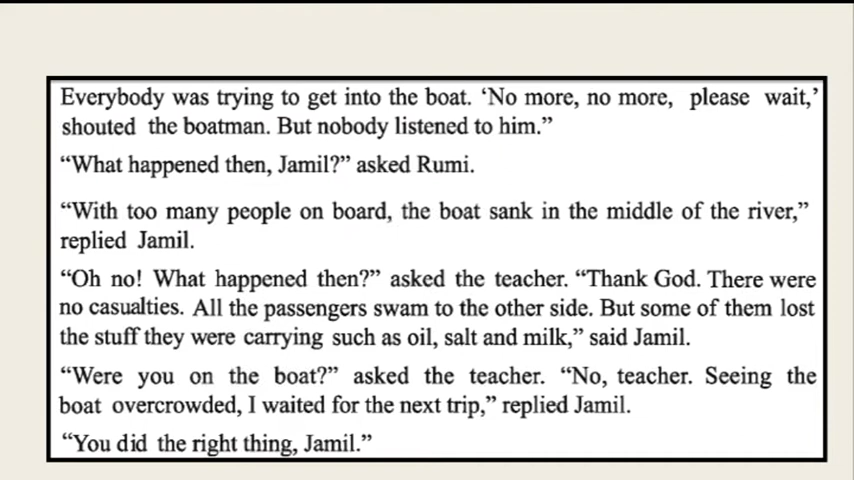 Everybody was trying to get into the boat. ‘No more, no more, please wait,’
shouted the boatman. But nobody listened to him.”
“What happened then, Jamil?” asked Rumi.
“With too many people on board, the boat sank in the middle of the river,”
replied Jamil.
“Oh no! What happened then?” asked the teacher. “Thank God. There were
no casualties. All the passengers swam to the other side. But some of them lost
the stuff they were carrying such as oil, salt and milk,” said Jamil.
“Were you on the boat?” asked the teacher. “No, teacher. Seeing the
boat overcrowded, I waited for the next trip,” replied Jamil.
“You did the right thing, Jamil.”